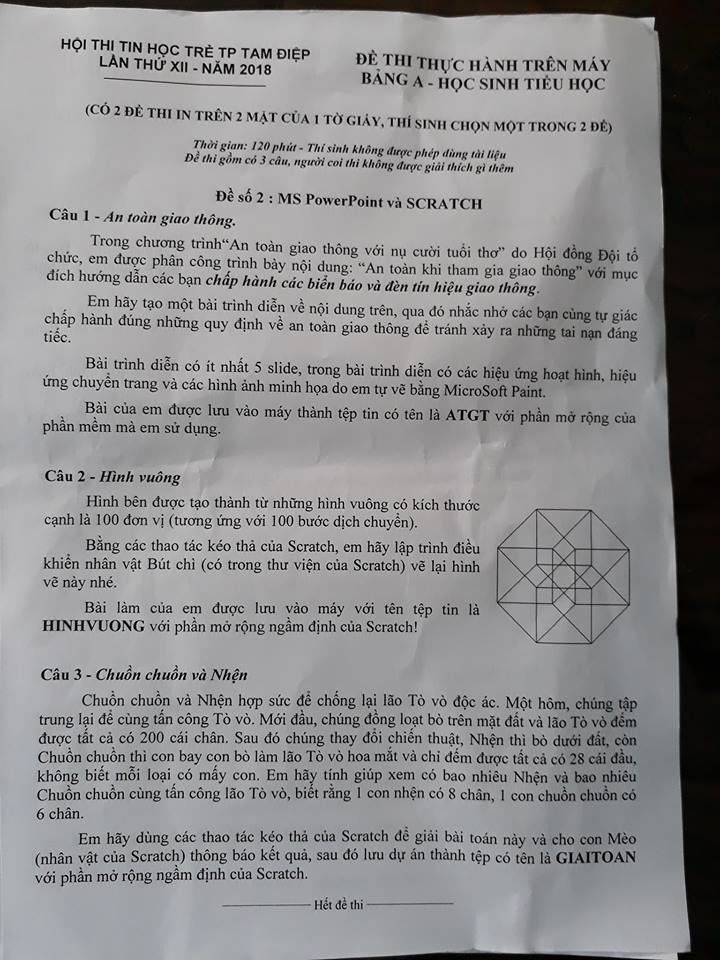 HỘI THI TIN HỌC TRẺ TP TAM ĐIỆP
LẦN THỨ XII - NĂM 2018
ĐỀ THI THỰC HÀNH TRÊN MÁY
BẢNG A - HỌC SINH TIỂU HỌC
(CÓ 2 ĐỀ THI IN TRÊN 2 MẶT CỦA 1 TỜ GIẤY, THÍ SINH CHỌN MỘT TRONG 2 ĐỀ)
Thời gian: 120 phút - Thí sinh không được phép dùng tài liệu
Đề thi gồm có 3 câu, người coi thi không được giải thích gì thêm
Đề số 2 : MS PowerPoint và SCRATCH
Câu 1 - An toàn giao thông.
Trong chương trình“An toàn giao thông với nụ cười tuổi thơ” do Hội đồng Đội tổ
chức, em được phân công trình bày nội dung: “An toàn khi tham gia giao thông” với mục
đích hướng dẫn các bạn chấp hành các biển báo và đèn tín hiệu giao thông.
Em hãy tạo một bài trình diễn về nội dung trên, qua đó nhắc nhở các bạn cùng tự giác
chấp hành đúng những quy định về an toàn giao thông để tránh xảy ra những tai nạn đáng
tiếc.
Bài trình diễn có ít nhất 5 slide, trong bài trình diễn có các hiệu ứng hoạt hình, hiệu
ứng chuyển trang và các hình ảnh minh họa do em tự vẽ bằng MicroSoft Paint.
Bài của em được lưu vào máy thành tệp tin có tên là ATGT với phần mở rộng của
phần mềm mà em sử dụng.
Câu 2 - Hình vuông
Hình bên được tạo thành từ những hình vuông có kích thước
cạnh là 100 đơn vị (tương ứng với 100 bước dịch chuyển).
Bằng các thao tác kéo thả của Scratch, em hãy lập trình điều
khiển nhân vật Bút chì (có trong thư viện của Scratch) vẽ lại hình
vẽ này nhé.
Bài làm của em được lưu vào máy với tên tệp tin là
HINHVUONG với phần mở rộng ngầm định của Scratch!
Câu 3 - Chuồn chuồn và Nhện
Chuồn chuồn và Nhện hợp sức để chống lại lão Tò vò độc ác. Một hôm, chúng tập
trung lại để cùng tấn công Tò vò. Mới đầu, chúng đồng loạt bò trên mặt đất và lão Tò vò đếm
được tất cả có 200 cái chân. Sau đó chúng thay đổi chiến thuật, Nhện thì bò dưới đất, còn
Chuồn chuồn thì con bay con bò làm lão Tò vò hoa mắt và chỉ đếm được tất cả có 28 cái đầu,
không biết mỗi loại có mấy con. Em hãy tính giúp xem có bao nhiêu Nhện và bao nhiêu
Chuồn chuồn cùng tấn công lão Tò vò, biết rằng 1 con nhện có 8 chân, 1 con chuồn chuồn có
6 chân.
Em hãy dùng các thao tác kéo thả của Scratch để giải bài toán này và cho con Mèo
(nhân vật của Scratch) thông báo kết quả, sau đó lưu dự án thành tệp có tên là GIAITOAN
với phần mở rộng ngầm định của Scratch.
Hết đề thi